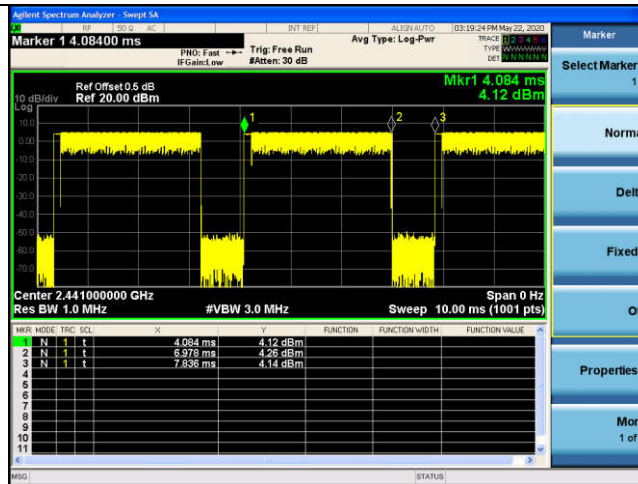 Agilent Spectrum Analyzer - Swept SA
RF 50 Ω AC INT REF ALIGNAUTO 03:19:24 PM May 22, 2020
Marker 1 4.08400 ms
PNO: Fast Trig: Free Run Avg Type: Log-Pwr TRACE 1 2 3 4 5 6
IFGain:Low #Atten: 30 dB TYPE
DET N N N N N N
Mkr1 4.084 ms
4.12 dBm
Ref Offset 0.5 dB
10 dB/div Ref 20.00 dBm
Log
10.0
0.00
-10.0
-20.0
-30.0
-40.0
-50.0
-60.0
-70.0
1
2
3
Center 2.441000000 GHz Span 0 Hz
Res BW 1.0 MHz #VBW 3.0 MHz Sweep 10.00 ms (1001 pts)
MKR MODE TRC SCL X Y FUNCTION FUNCTION WIDTH FUNCTION VALUE
1 N 1 t 4.084 ms 4.12 dBm
2 N 1 t 6.978 ms 4.26 dBm
3 N 1 t 7.836 ms 4.14 dBm
4
5
6
7
8
9
10
11
MSG STATUS
Marker
Select Marker
1
Norma
Delt
Fixed
O
Properties
Mor
1 of